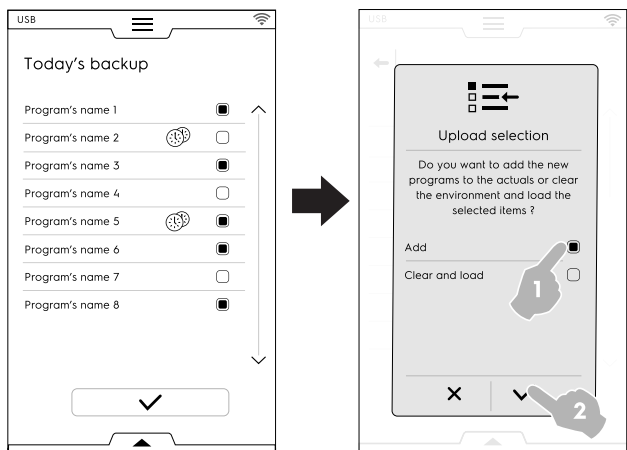 USB
Today's backup
Program's name 1
Program's name 2
Program's name 3
Program's name 4
Program's name 5
Program's name 6
Program's name 7
Program's name 8
USB
Upload selection
Do you want to add the new
programs to the actuals or clear
the environment and load the
selected items ?
Add
Clear and load
1
2